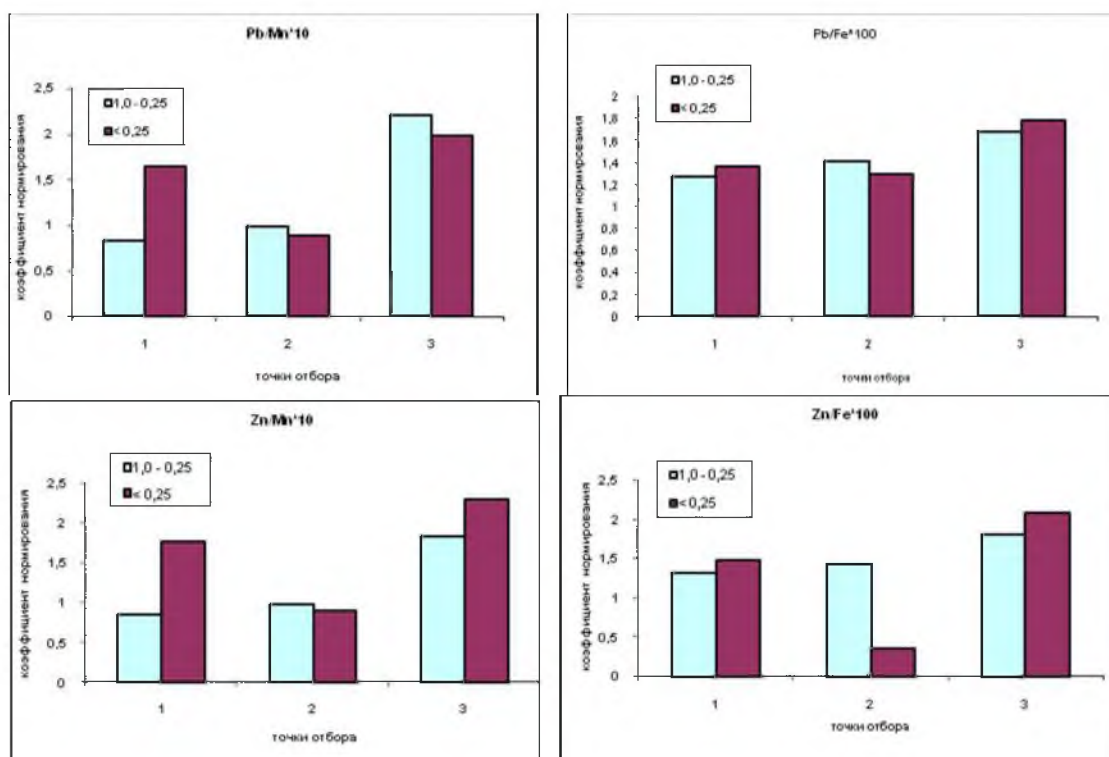 Pb/Mn*10
коэффициент нормирования
2,5
2
1,5
1
0,5
0
1,0 - 0,25
< 0,25
1
2
3
точки отбора
Pb/Fe*100
коэффициент нормирования
2
1,8
1,6
1,4
1,2
1
0,8
0,6
0,4
0,2
0
1,0 - 0,25
< 0,25
1
2
3
точки отбора
Zn/Mn*10
коэффициент нормирования
2,5
2
1,5
1
0,5
0
1,0 - 0,25
< 0,25
1
2
3
точки отбора
Zn/Fe*100
коэффициент нормирования
2,5
2
1,5
1
0,5
0
1,0 - 0,25
< 0,25
1
2
3
точки отбора